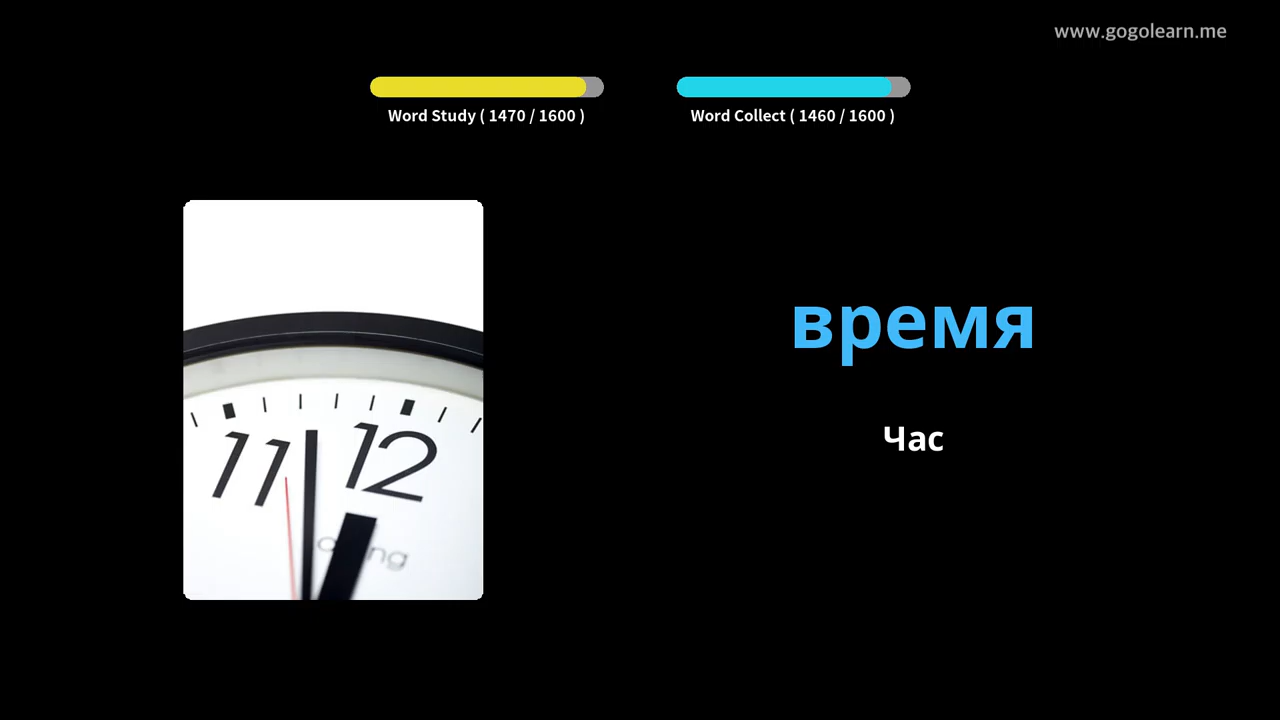 www.gogolearn.me
Word Study ( 1470 / 1600 )
Word Collect ( 1460 / 1600 )
11 12
время
Час